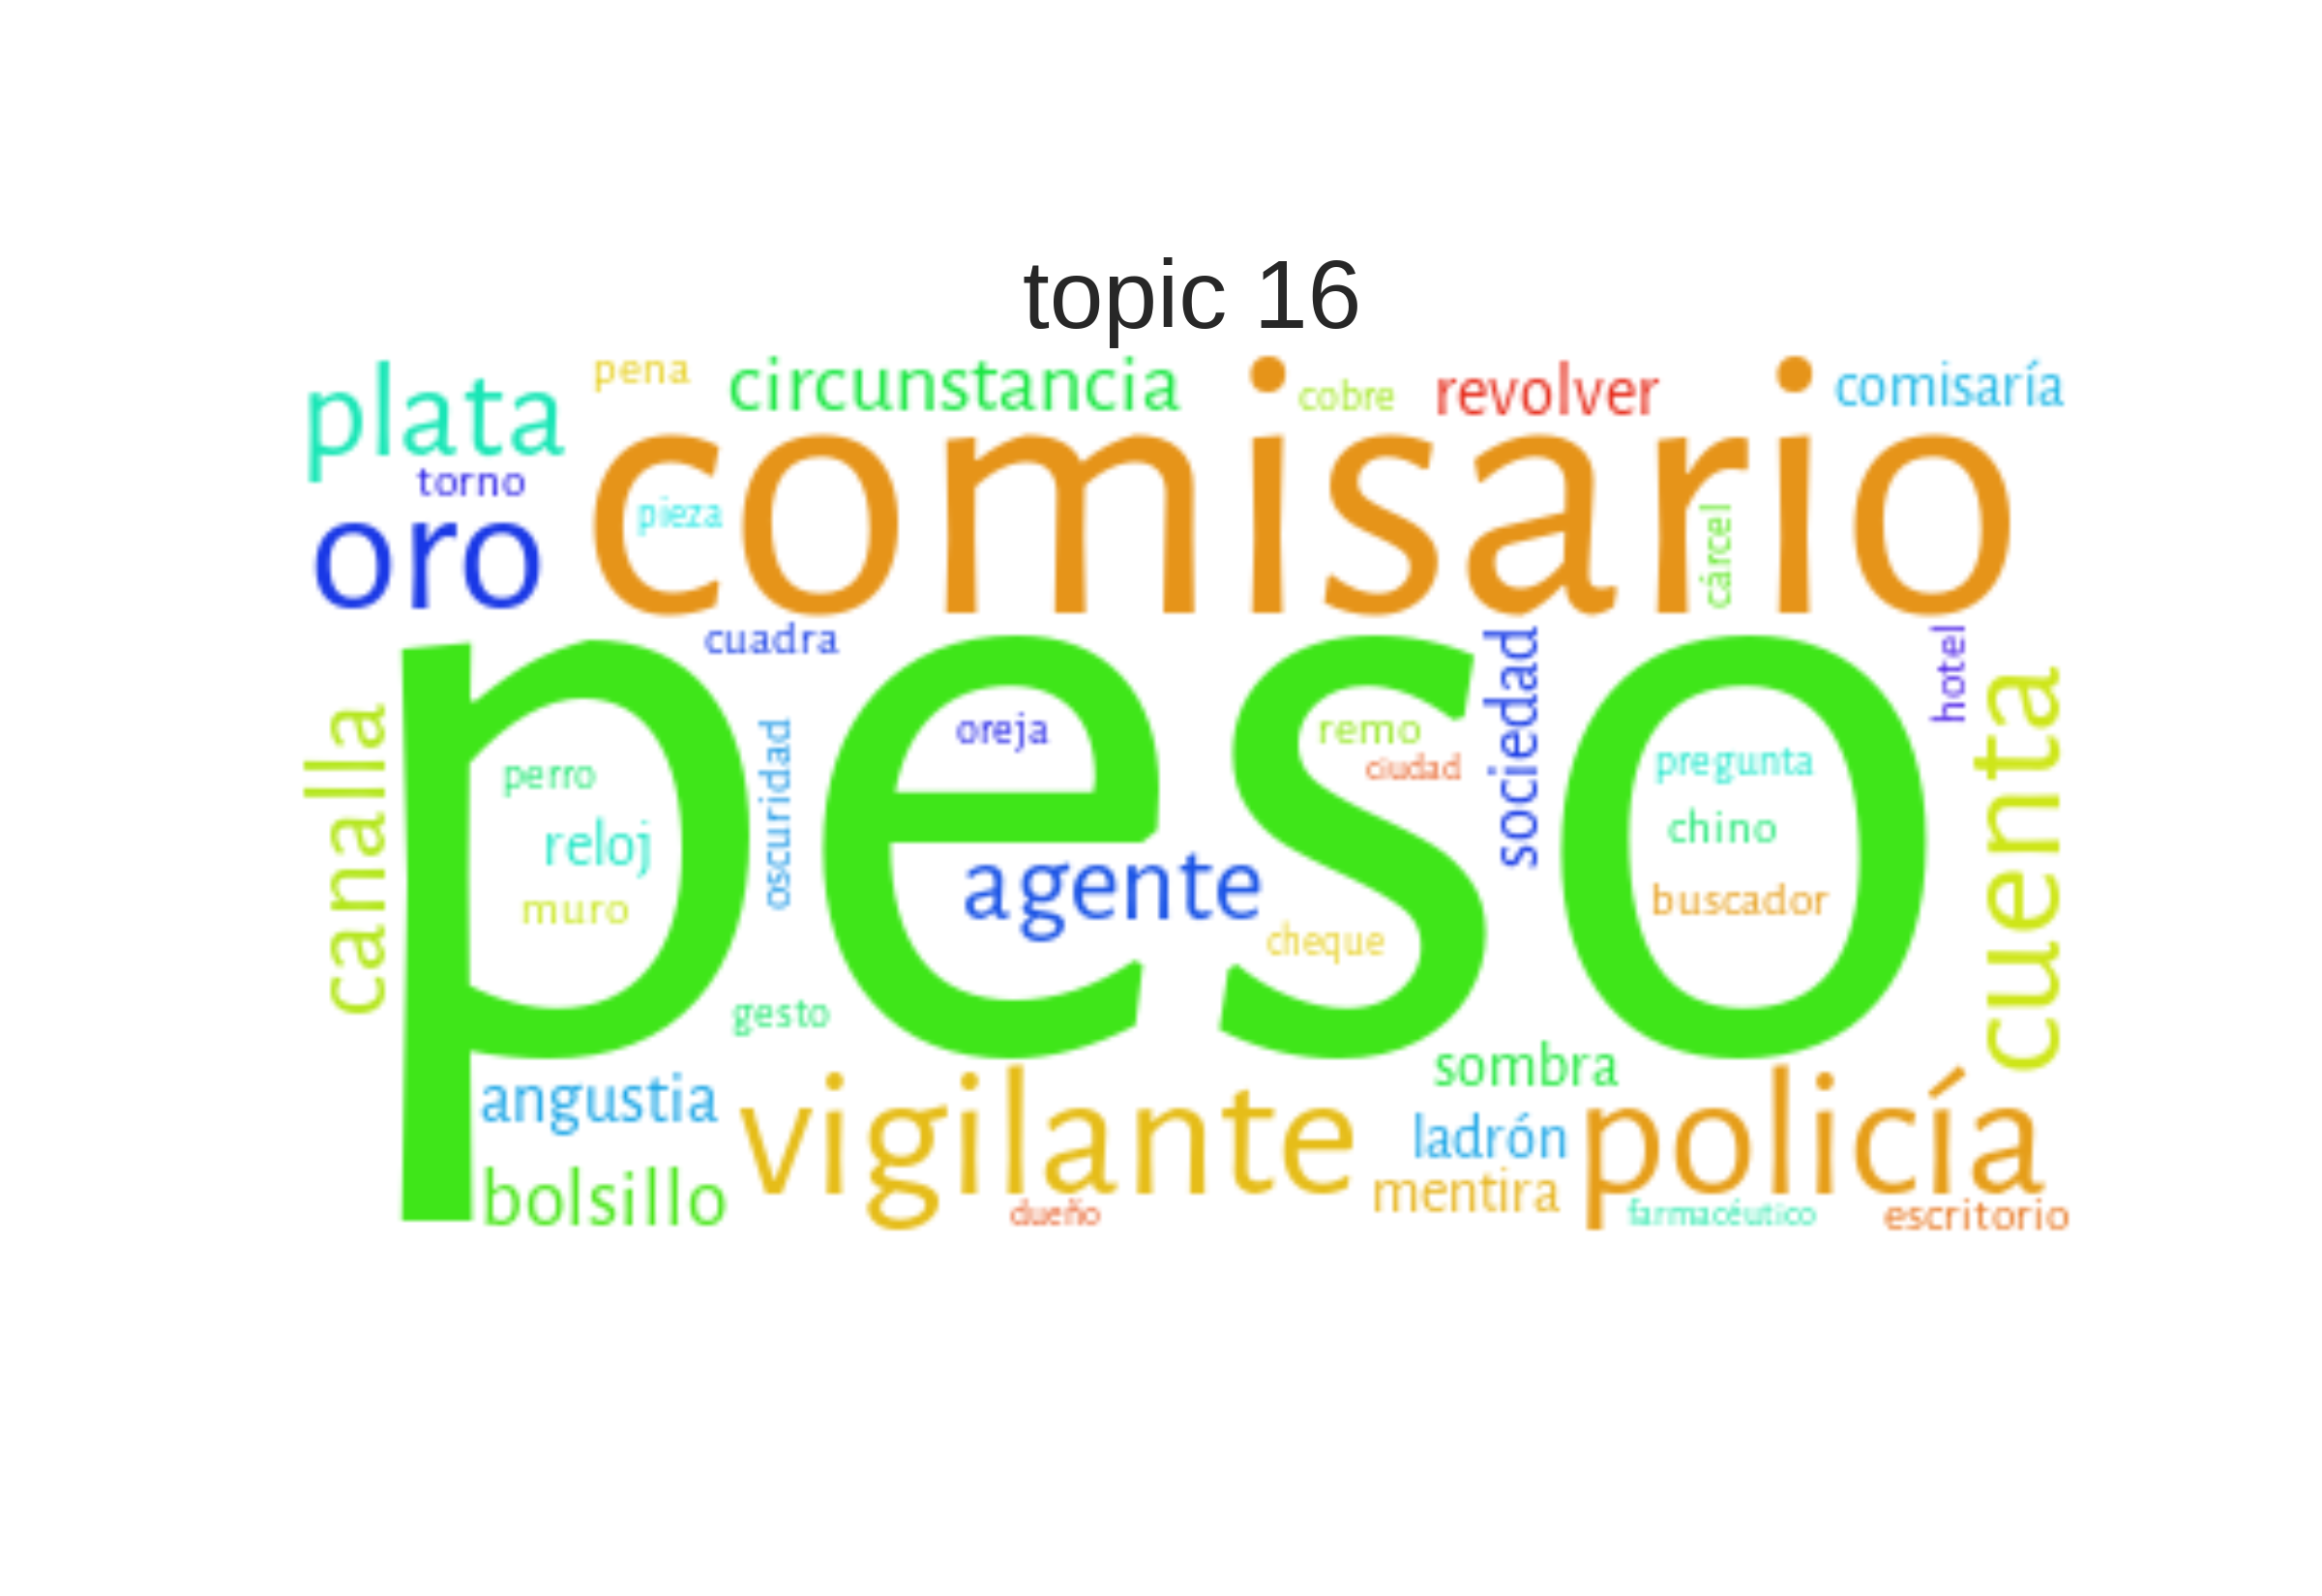 topic 16
plata
pena
circunstancia
cobre
revolver
comisaría
torno
comisario
pieza
oro
cárcel
cuadra
peso
sociedad
hotel
canalla
oscuridad
oreja
remo
ciudad
pregunta
cuenta
perro
reloj
muro
agente
cheque
chino
buscador
gesto
sombra
angustia
vigilante
ladrón
policía
bolsillo
dueño
mentira
farmacéutico
escritorio